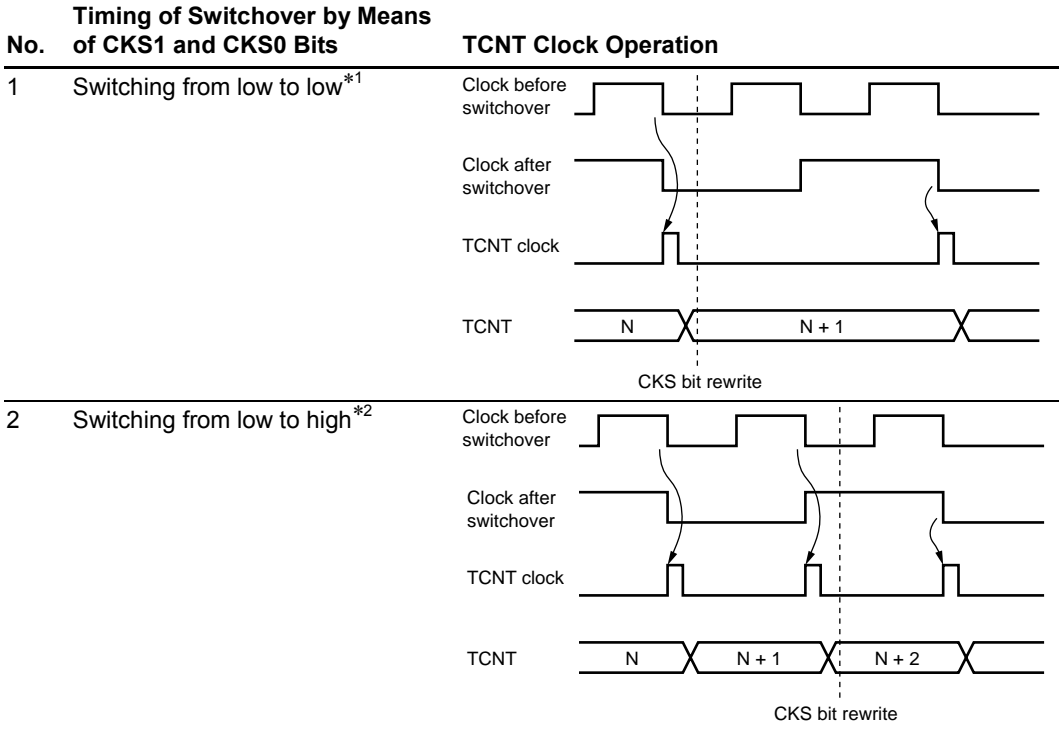 Timing of Switchover by Means
No. of CKS1 and CKS0 Bits TCNT Clock Operation
1 Switching from low to low*1
Clock before
switchover
Clock after
switchover
TCNT clock
TCNT N N + 1
CKS bit rewrite
2 Switching from low to high*2
Clock before
switchover
Clock after
switchover
TCNT clock
TCNT N N + 1 N + 2
CKS bit rewrite